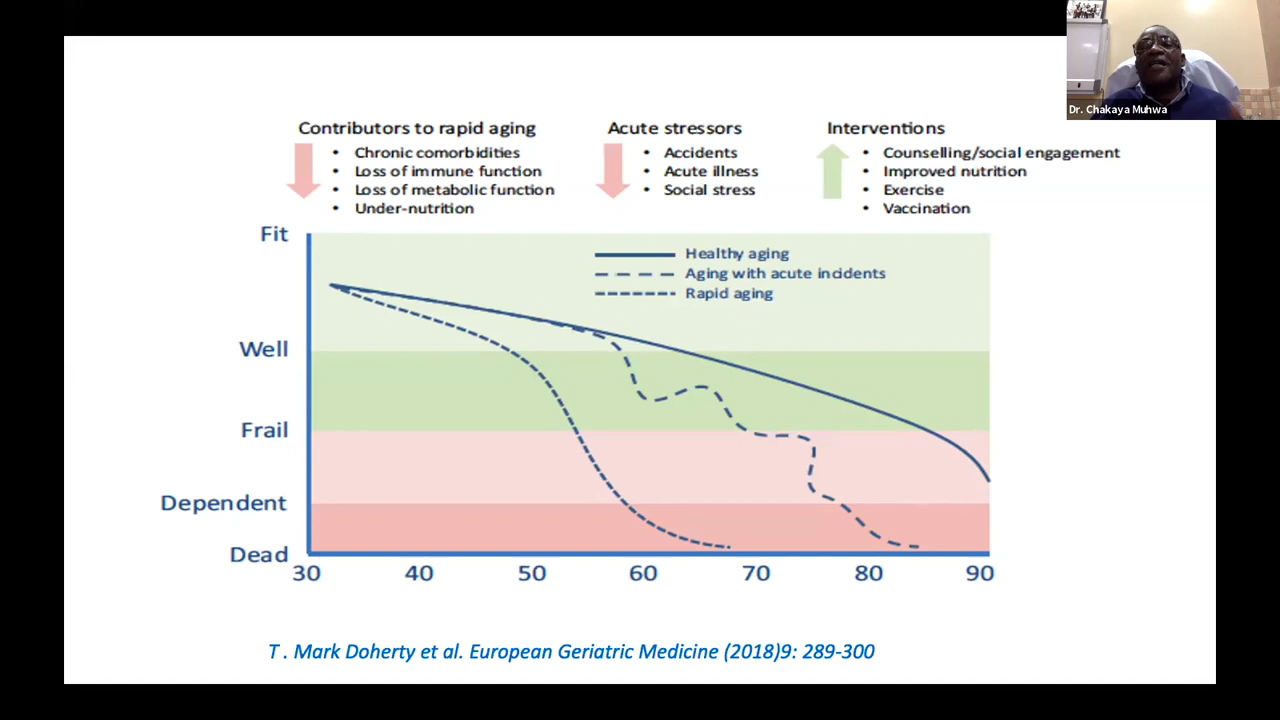 Dr. Chakaya Muhwa
Contributors to rapid aging
• Chronic comorbidities
• Loss of immune function
• Loss of metabolic function
• Under-nutrition
Acute stressors
• Accidents
• Acute illness
• Social stress
Interventions
• Counselling/social engagement
• Improved nutrition
• Exercise
• Vaccination
Healthy aging
Aging with acute incidents
Rapid aging
Fit
Well
Frail
Dependent
Dead
30 40 50 60 70 80 90
T . Mark Doherty et al. European Geriatric Medicine (2018)9: 289-300